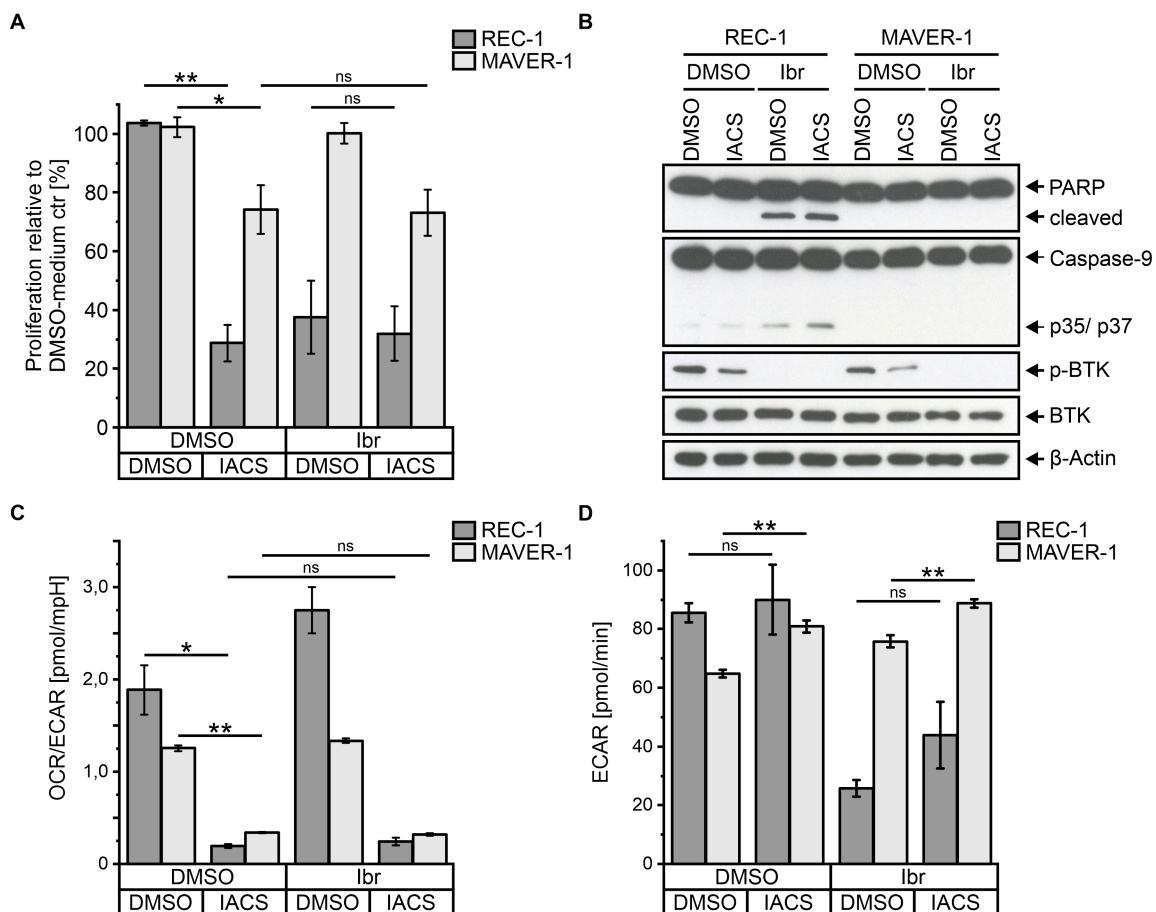 A
REC-1
MAVER-1
** ns
* ns
Proliferation relative to
DMSO-medium ctr [%]
100
80
60
40
20
0
DMSO Ibr
DMSO IACS DMSO IACS
B
REC-1 MAVER-1
DMSO Ibr DMSO Ibr
DMSO IACS DMSO IACS DMSO IACS DMSO IACS
PARP
cleaved
Caspase-9
p35/ p37
p-BTK
BTK
β-Actin
C
REC-1
MAVER-1
ns
ns
*
**
OCR/ECAR [pmol/mpH]
3,0
2,0
1,0
0
DMSO Ibr
DMSO IACS DMSO IACS
D
REC-1
MAVER-1
**
ns
**
ns
ECAR [pmol/min]
100
80
60
40
20
0
DMSO Ibr
DMSO IACS DMSO IACS